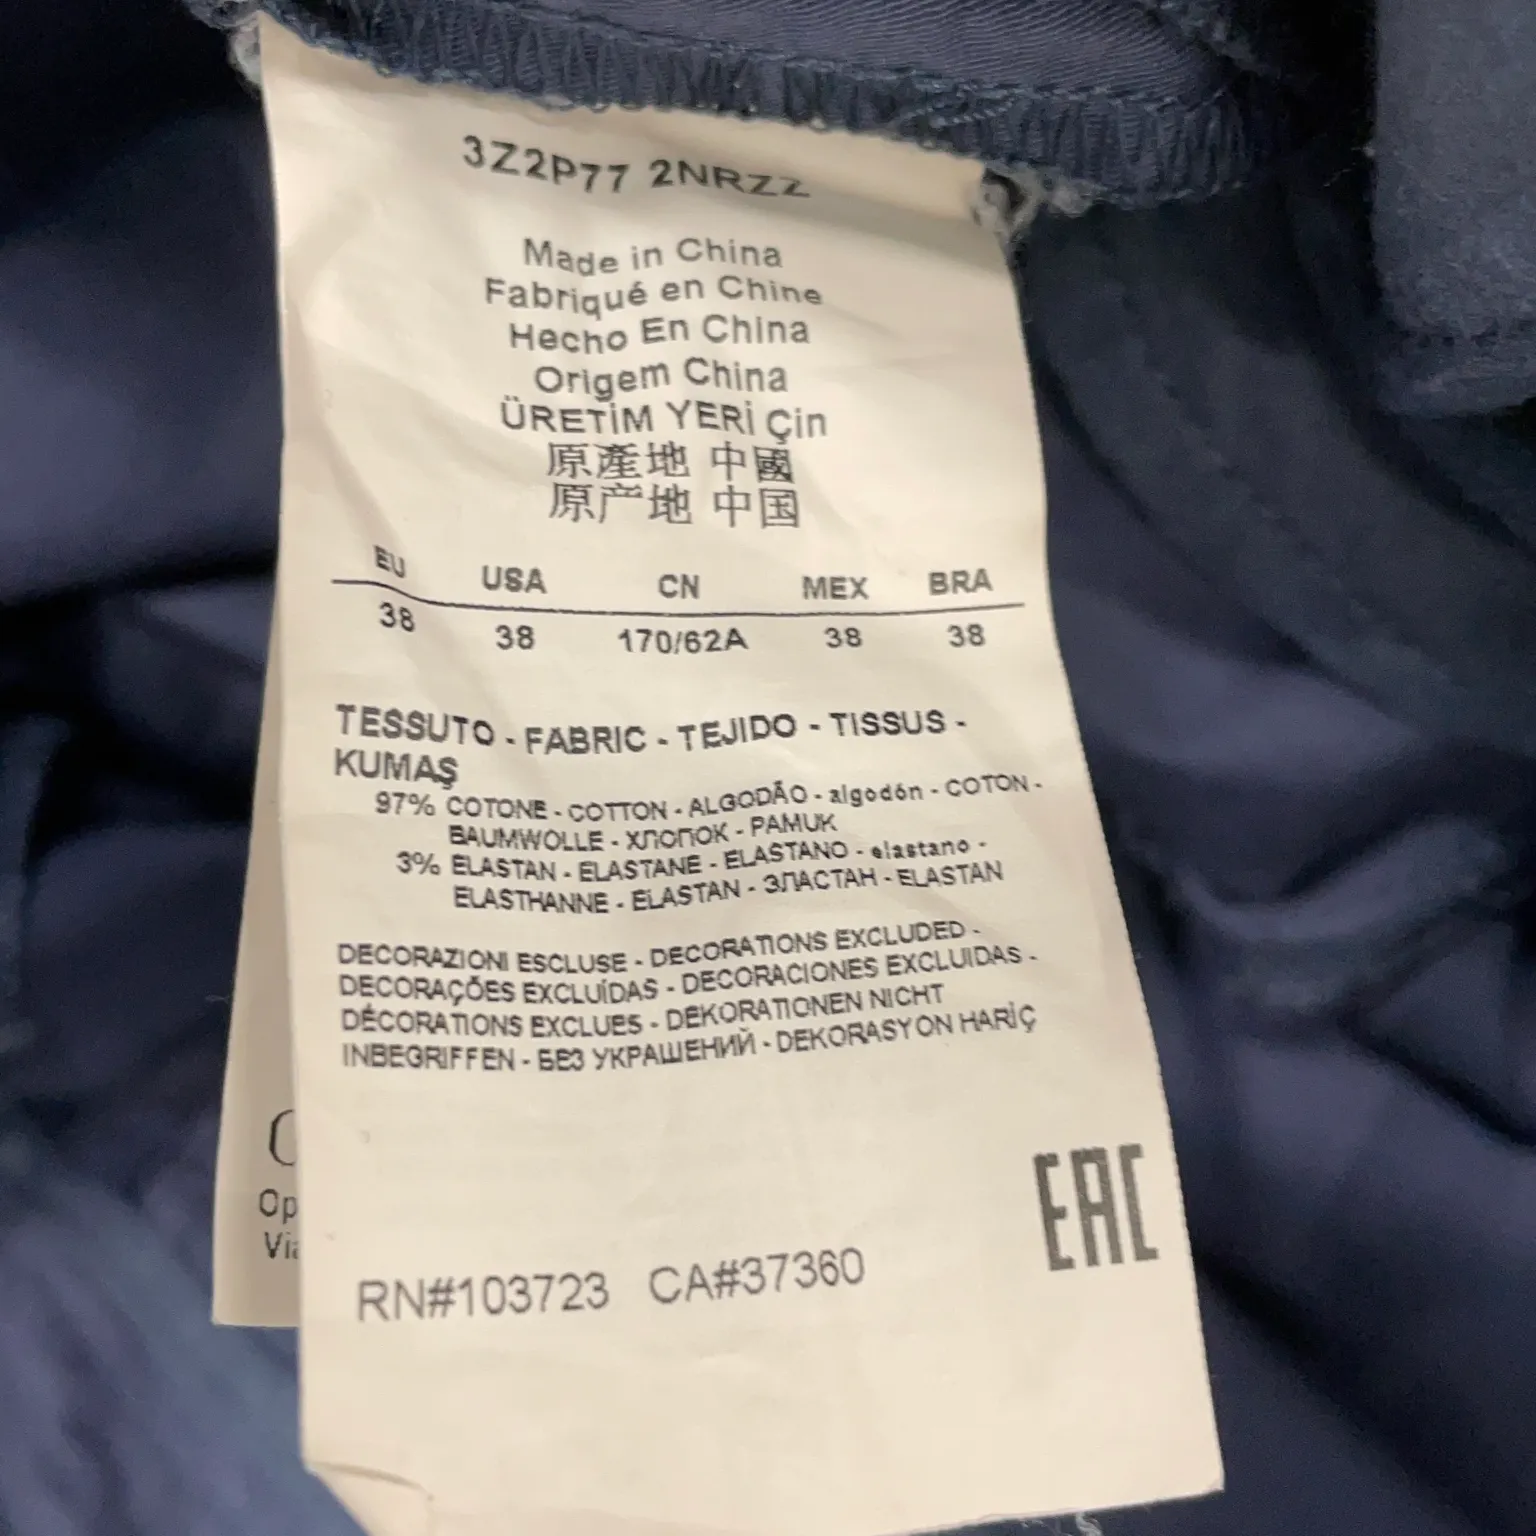 3Z2P77 2NRZZ
Made in China
Fabriqué en Chine
Hecho En China
Origem China
ÜRETİM YERİ Çin
原產地 中國
原产地 中国
EU USA CN MEX BRA
38 38 170/62A 38 38
TESSUTO - FABRIC - TEJIDO - TISSUS -
KUMAŞ
97% COTONE - COTTON - ALGODÃO - algodón - COTON -
BAUMWOLLE - ХЛОПОК - PAMUK
3% ELASTAN - ELASTANE - ELASTANO - elastano -
ELASTHANNE - ELASTAN - ЭЛАСТАН - ELASTAN
DECORAZIONI ESCLUSE - DECORATIONS EXCLUDED -
DECORAÇÕES EXCLUÍDAS - DECORACIONES EXCLUIDAS -
DÉCORATIONS EXCLUES - DEKORATIONEN NICHT
INBEGRIFFEN - БЕЗ УКРАШЕНИЙ - DEKORASYON HARİÇ
EAC
Op
Via
RN#103723 CA#37360